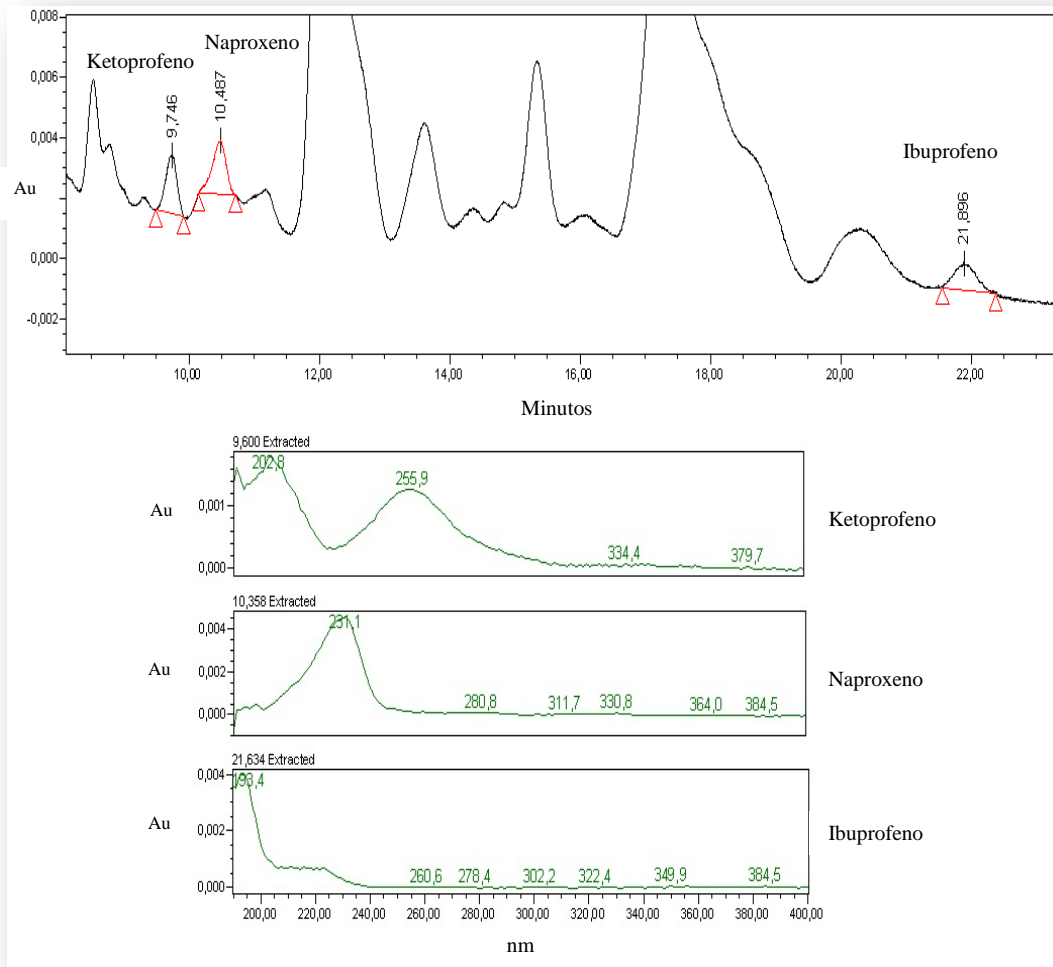 0,008
0,006
0,004
0,000
-0,002
Au
Ketoprofeno
Naproxeno
Ibuprofeno
9,746
10,487
21,896
10,00 12,00 14,00 16,00 18,00 20,00 22,00
Minutos
9,600 Extracted
202,8 255,9 334,4 379,7
0,001
0,000
Au
Ketoprofeno
10,358 Extracted
231,1 280,8 311,7 330,8 364,0 384,5
0,004
0,002
0,000
Au
Naproxeno
21,634 Extracted
193,4 260,6 278,4 302,2 322,4 349,9 384,5
0,004
0,002
0,000
Au
Ibuprofeno
200,00 220,00 240,00 260,00 280,00 300,00 320,00 340,00 360,00 380,00 400,00
nm